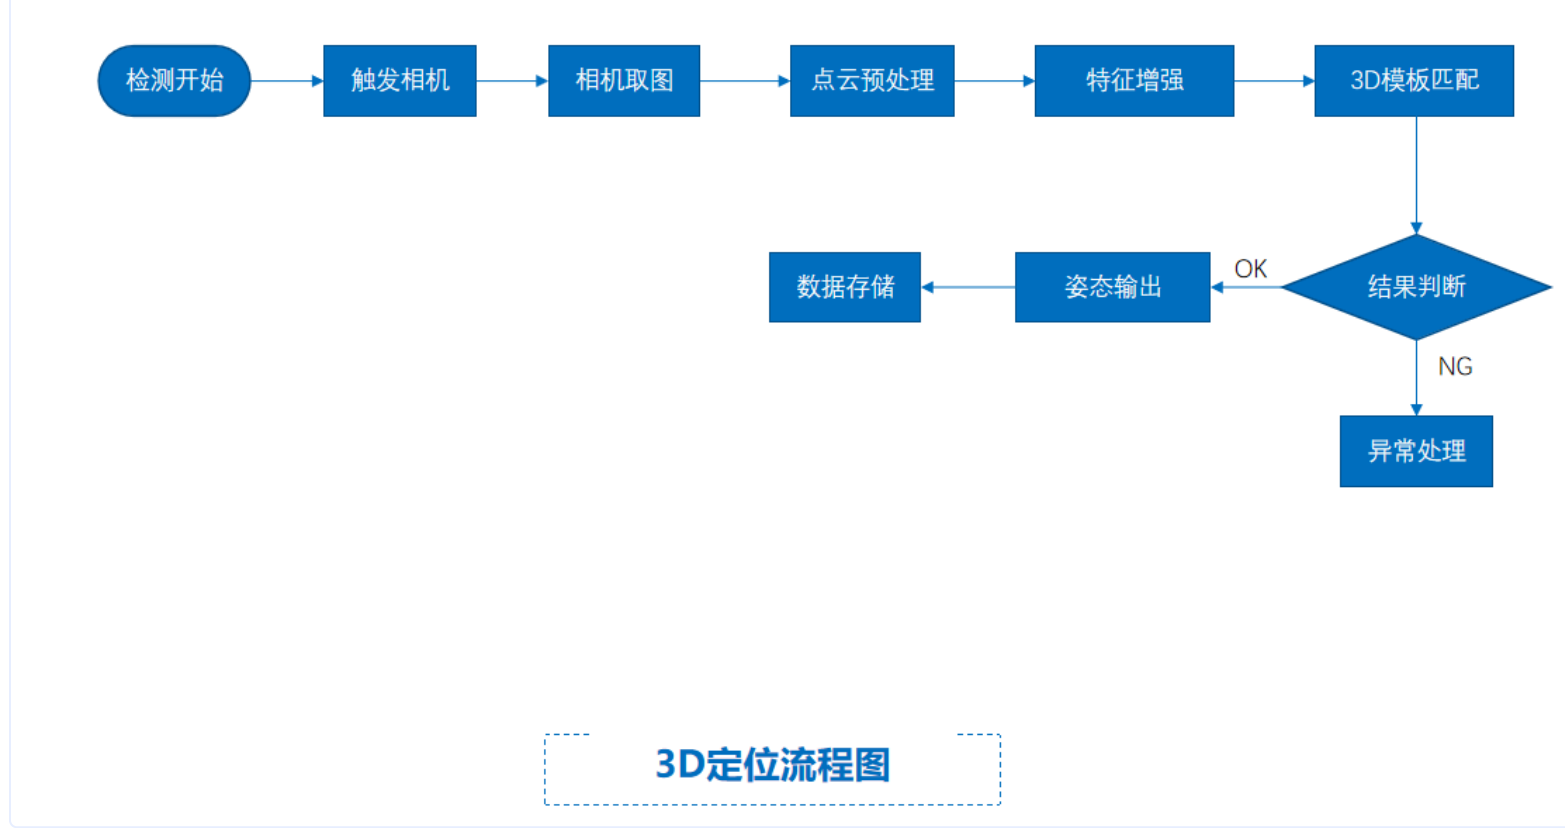 检测开始
触发相机
相机取图
点云预处理
特征增强
3D模板匹配
结果判断
OK
姿态输出
数据存储
NG
异常处理
3D定位流程图